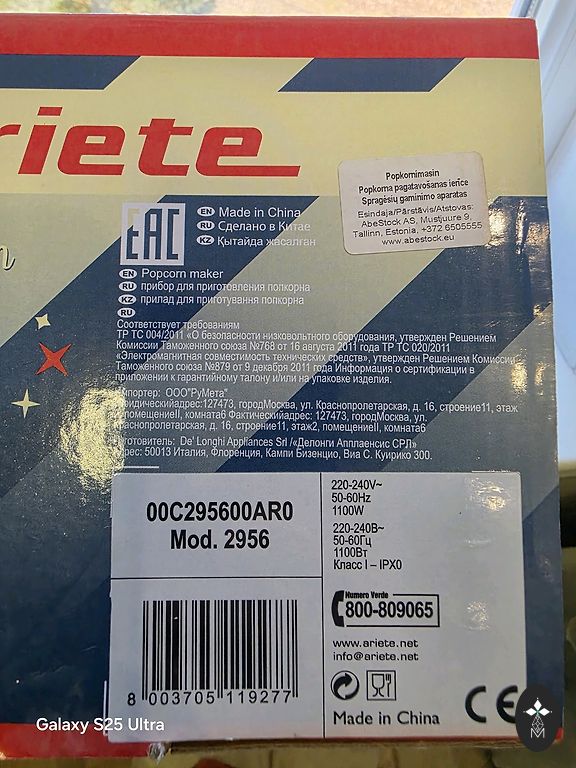 riete
Popkornimasin
Popkorna pagatavošanas ierīce
Spragėsių gaminimo aparatas
Esindaja/Pārstāvis/Atstovas:
AbeStock AS, Mustjuure 9,
Tallinn, Estonia, +372 6505555
www.abestock.eu
EAC
EN Made in China
RU Сделано в Китае
KZ Қытайда жасалған
EN Popcorn maker
RU прибор для приготовления попкорна
KZ прилад для приготування попкорна
RU
Соответствует требованиям
ТР ТС 004/2011 «О безопасности низковольтного оборудования, утвержден Решением
Комиссии Таможенного союза №768 от 16 августа 2011 года ТР ТС 020/2011
«Электромагнитная совместимость технических средств», утвержден Решением Комиссии
Таможенного союза №879 от 9 декабря 2011 года Информация о сертификации в
приложении к гарантийному талону и/или на упаковке изделия.
Импортер: ООО"РуМета"
ридическийадрес:127473, городМосква, ул. Краснопролетарская, д. 16, строение11, этаж
помещениеII, комната6 Фактическийадрес: 127473, городМосква, ул.
Краснопролетарская, д. 16, строение11, этаж2, помещениеII, комната6
готовитель: De' Longhi Appliances Srl /«Делонги Апплаенсис СРЛ»
рес: 50013 Италия, Флоренция, Кампи Бизенцио, Виа С. Куирико 300.
00C295600AR0
Mod. 2956
220-240V~
50-60Hz
1100W
220-240В~
50-60Гц
1100Вт
Класс I – IPX0
Numero Verde
800-809065
www.ariete.net
info@ariete.net
8 003705 119277
Made in China
CE
Galaxy S25 Ultra
M